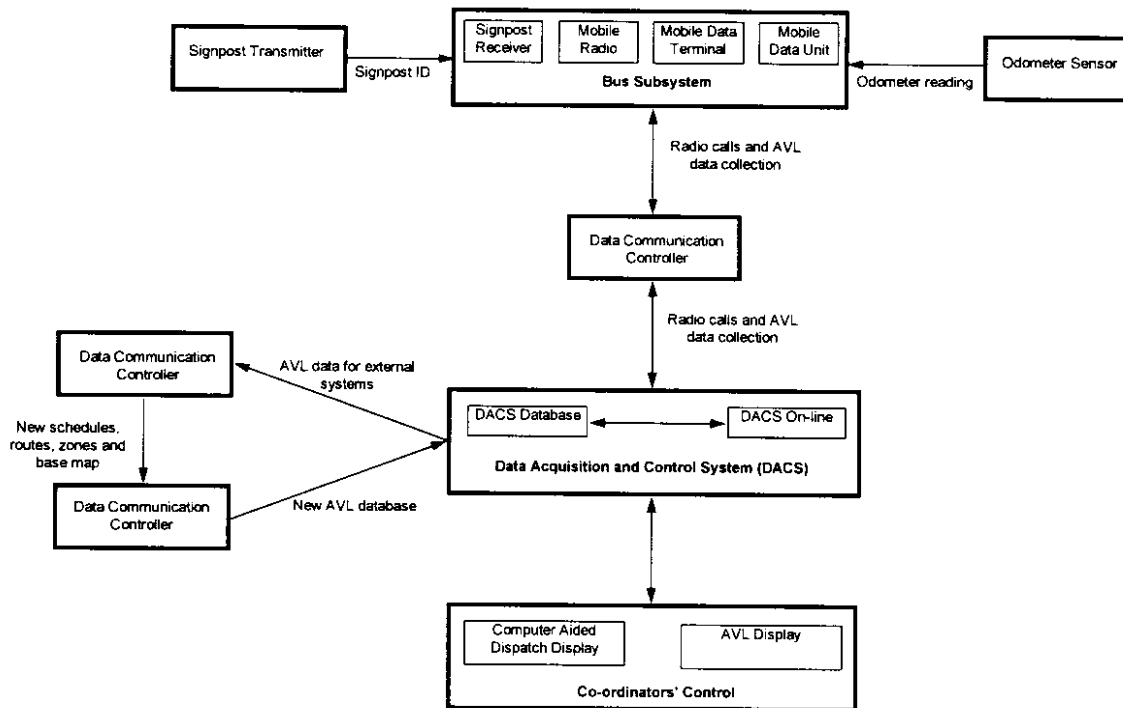 Signpost Transmitter
Signpost ID
Signpost
Receiver
Mobile
Radio
Mobile Data
Terminal
Mobile
Data Unit
Bus Subsystem
Odometer Sensor
Odometer reading
Radio calls and AVL
data collection
Data Communication
Controller
Radio calls and AVL
data collection
Data Communication
Controller
AVL data for external
systems
New schedules,
routes, zones and
base map
Data Communication
Controller
New AVL database
DACS Database
DACS On-line
Data Acquisition and Control System (DACS)
Computer Aided
Dispatch Display
AVL Display
Co-ordinators' Control